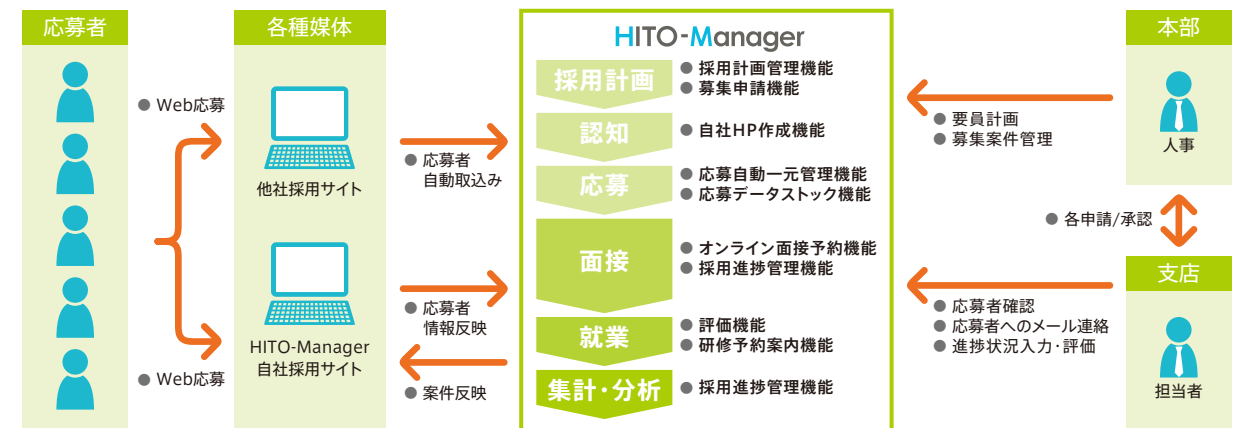 応募者
● Web応募
● Web応募
各種媒体
他社採用サイト
HITO-Manager
自社採用サイト
● 応募者
自動取込み
● 応募者
情報反映
● 案件反映
HITO-Manager
採用計画
● 採用計画管理機能
● 募集申請機能
認知
● 自社HP作成機能
応募
● 応募自動一元管理機能
● 応募データストック機能
面接
● オンライン面接予約機能
● 採用進捗管理機能
就業
● 評価機能
● 研修予約案内機能
集計・分析
● 採用進捗管理機能
● 要員計画
● 募集案件管理
● 各申請/承認
● 応募者確認
● 応募者へのメール連絡
● 進捗状況入力・評価
本部
人事
支店
担当者